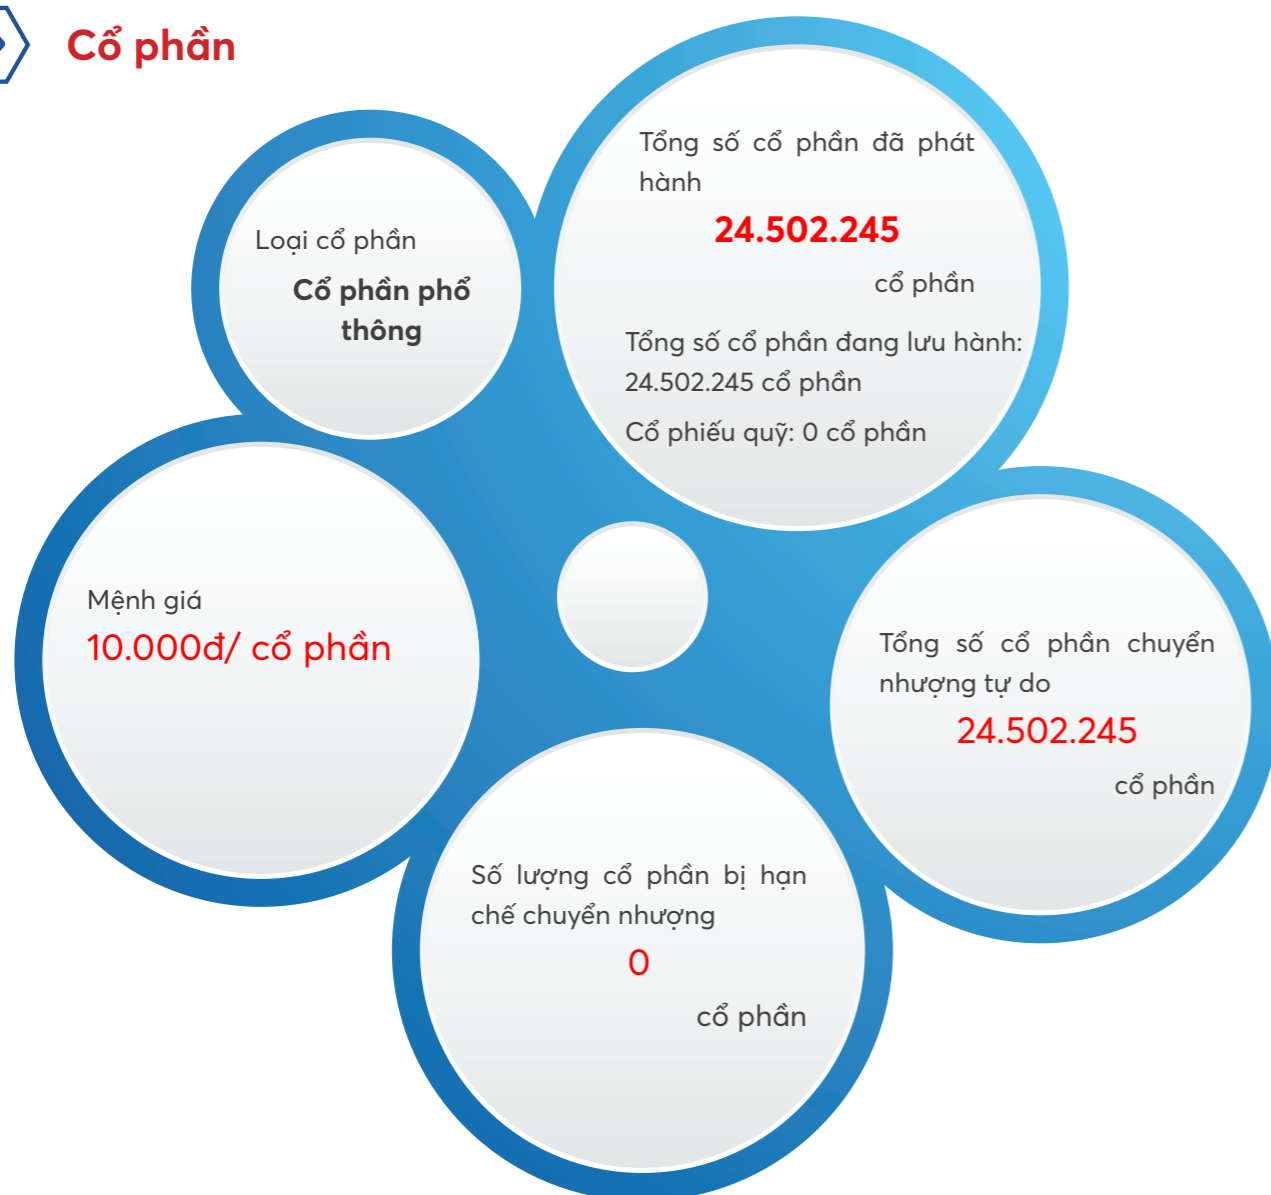 Cổ phần
Loại cổ phần
Cổ phần phổ
thông
Tổng số cổ phần đã phát
hành
24.502.245
cổ phần
Tổng số cổ phần đang lưu hành:
24.502.245 cổ phần
Cổ phiếu quỹ: 0 cổ phần
Mệnh giá
10.000đ/ cổ phần
Tổng số cổ phần chuyển
nhượng tự do
24.502.245
cổ phần
Số lượng cổ phần bị hạn
chế chuyển nhượng
0
cổ phần